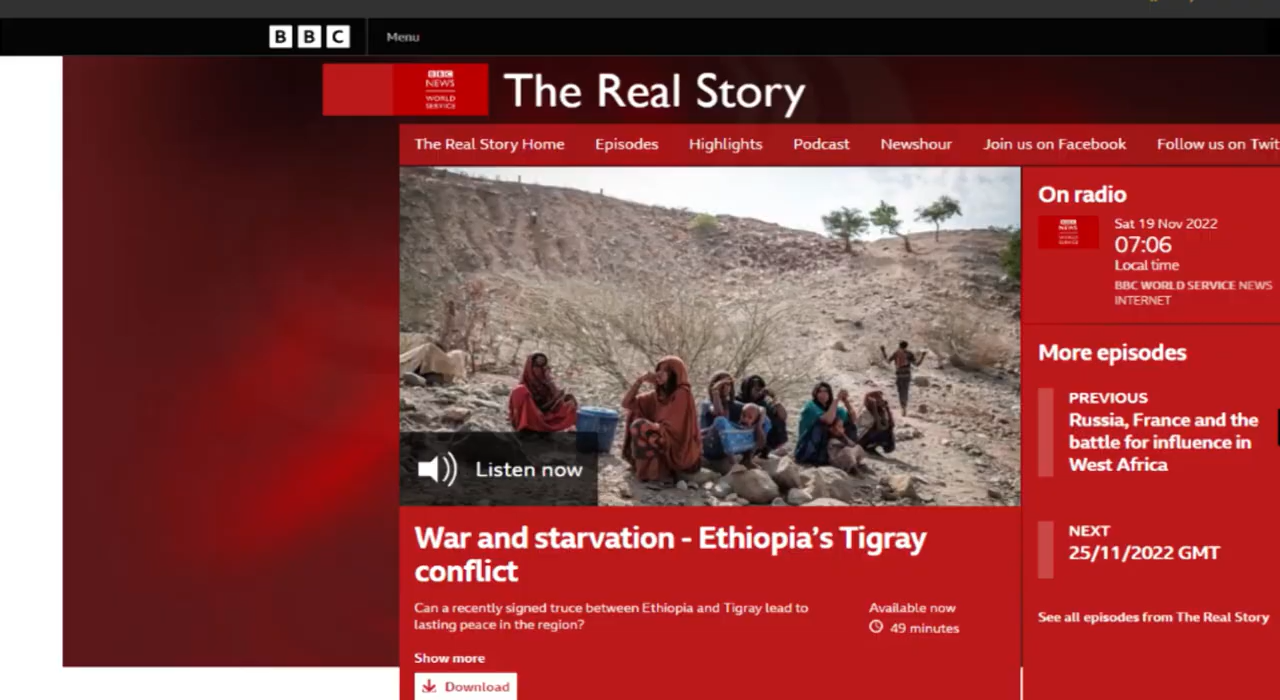 BBC
Menu
BBC
NEWS
WORLD
SERVICE
The Real Story
The Real Story Home Episodes Highlights Podcast Newshour Join us on Facebook Follow us on Twit
On radio
BBC
NEWS
WORLD
SERVICE
Sat 19 Nov 2022
07:06
Local time
BBC WORLD SERVICE NEWS
INTERNET
More episodes
PREVIOUS
Russia, France and the
battle for influence in
West Africa
NEXT
25/11/2022 GMT
See all episodes from The Real Story
Listen now
War and starvation - Ethiopia’s Tigray
conflict
Can a recently signed truce between Ethiopia and Tigray lead to
lasting peace in the region?
Available now
49 minutes
Show more
Download